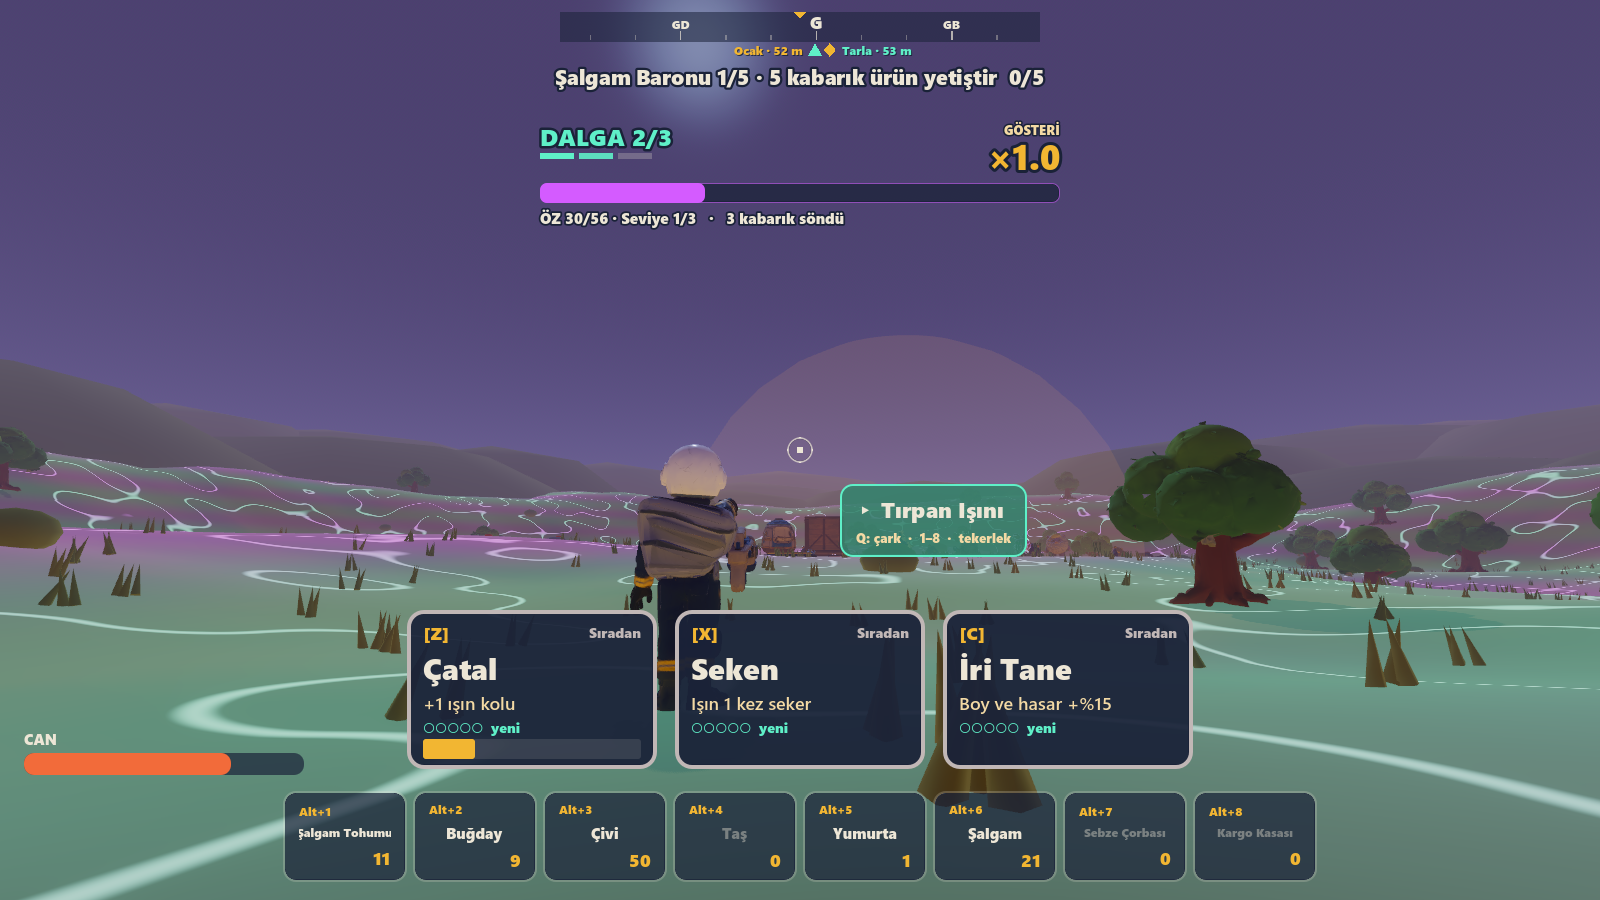 GD G GB
Ocak · 52 m Tarla · 53 m
Şalgam Baronu 1/5 · 5 kabarık ürün yetiştir 0/5
DALGA 2/3
GÖSTERİ
×1.0
ÖZ 30/56 · Seviye 1/3 · 3 kabarık söndü
Tırpan Işını
Q: çark · 1–8 · tekerlek
[Z] Sıradan
Çatal
+1 ışın kolu
yeni
[X] Sıradan
Seken
Işın 1 kez seker
yeni
[C] Sıradan
İri Tane
Boy ve hasar +%15
yeni
CAN
Alt+1
Şalgam Tohumu
11
Alt+2
Buğday
9
Alt+3
Çivi
50
Alt+4
Taş
0
Alt+5
Yumurta
1
Alt+6
Şalgam
21
Alt+7
Sebze Çorbası
0
Alt+8
Kargo Kasası
0